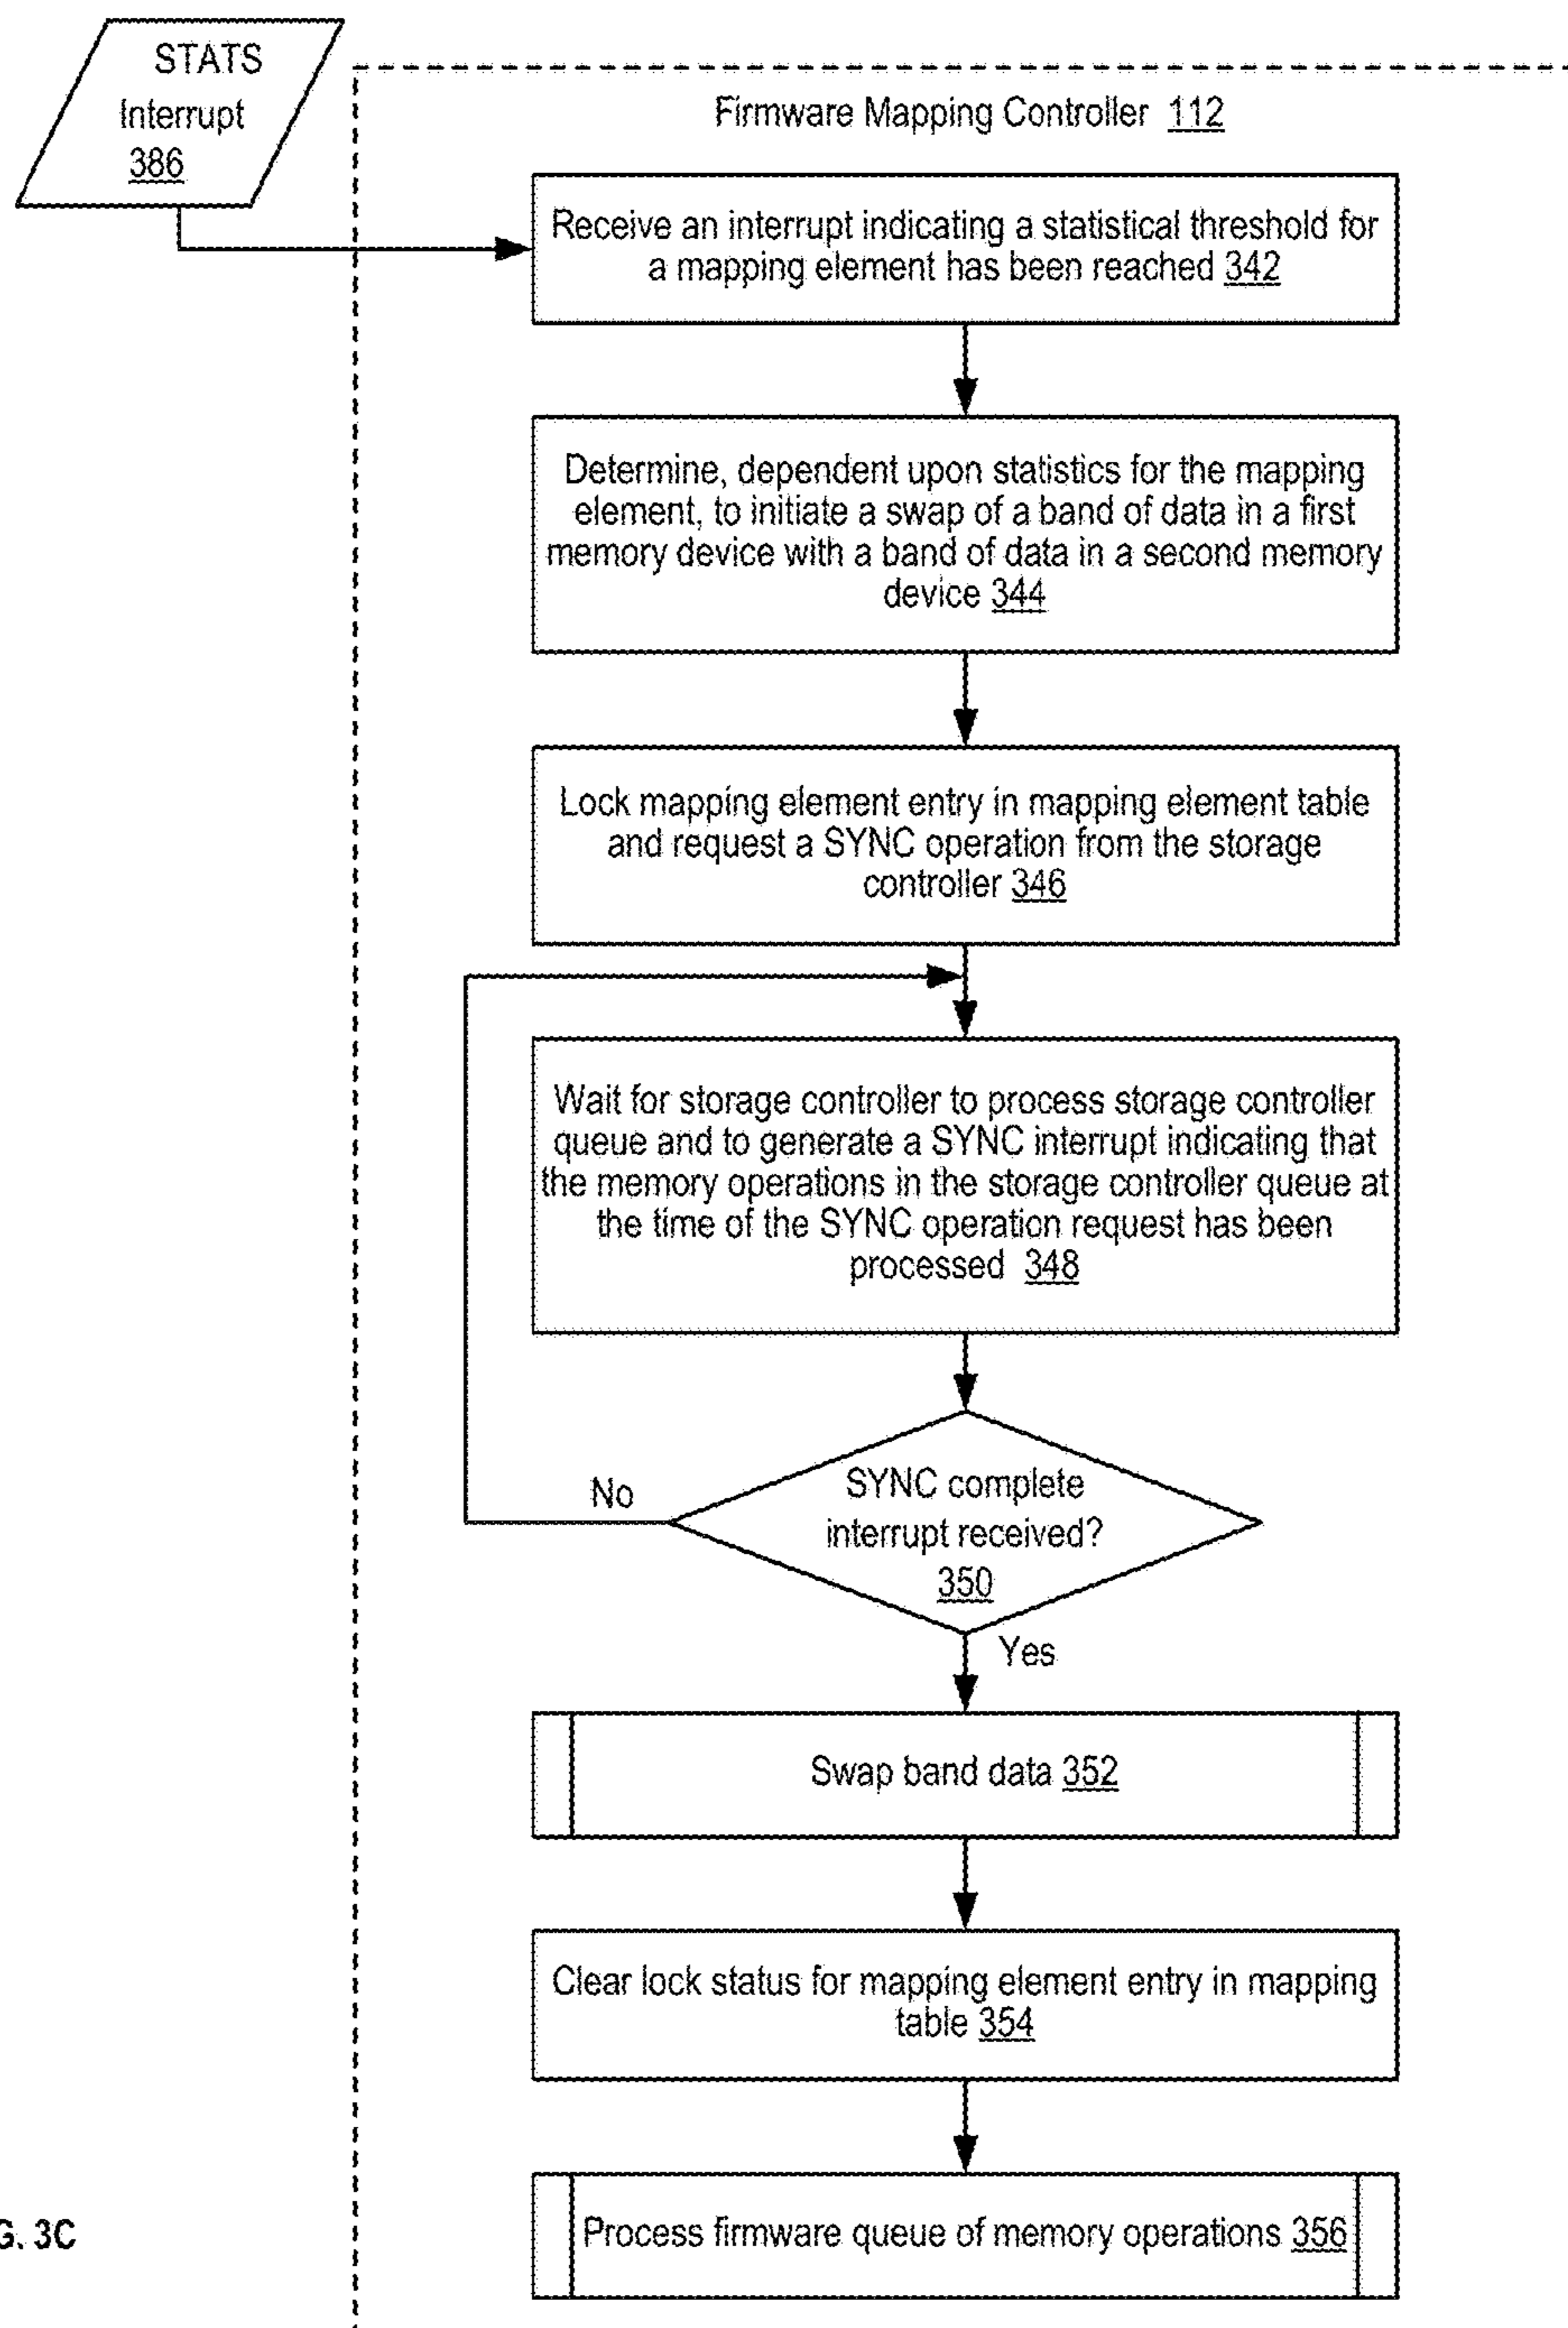 STATS
Interrupt
386
Firmware Mapping Controller 112
Receive an interrupt indicating a statistical threshold for
a mapping element has been reached 342
Determine, dependent upon statistics for the mapping
element, to initiate a swap of a band of data in a first
memory device with a band of data in a second memory
device 344
Lock mapping element entry in mapping element table
and request a SYNC operation from the storage
controller 346
Wait for storage controller to process storage controller
queue and to generate a SYNC interrupt indicating that
the memory operations in the storage controller queue at
the time of the SYNC operation request has been
processed 348
No
SYNC complete
interrupt received?
350
Yes
Swap band data 352
Clear lock status for mapping element entry in mapping
table 354
Process firmware queue of memory operations 356
G. 3C